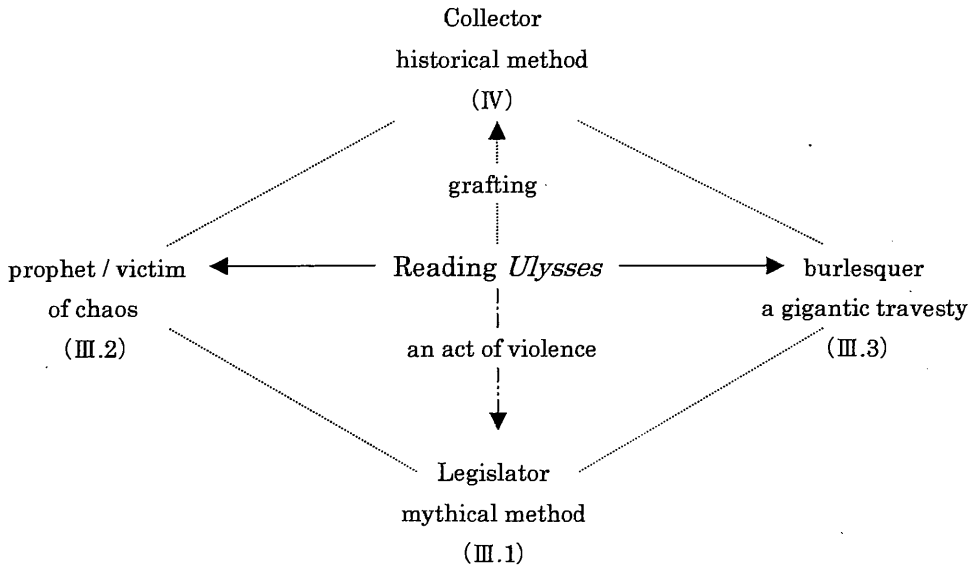 Collector
historical method
(Ⅳ)
grafting
prophet / victim
of chaos
(Ⅲ.2)
Reading Ulysses
burlesquer
a gigantic travesty
(Ⅲ.3)
an act of violence
Legislator
mythical method
(Ⅲ.1)